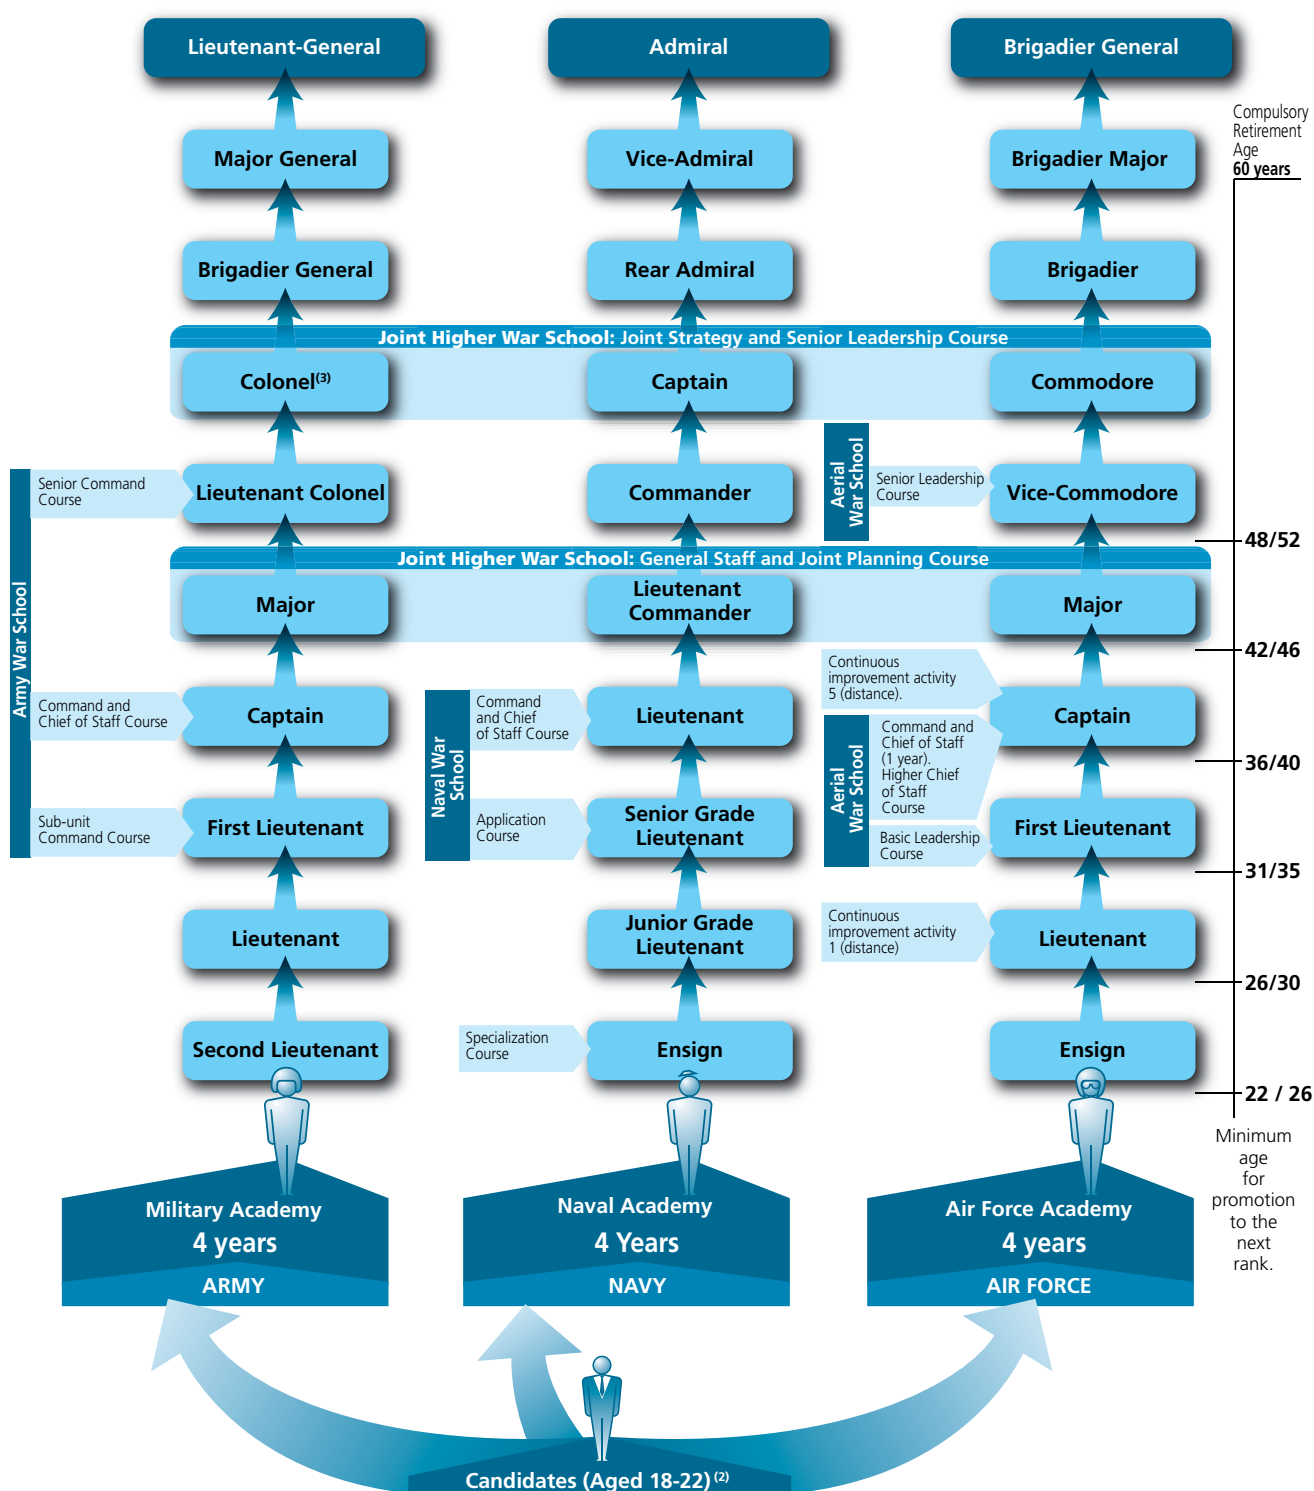 Lieutenant-General
Admiral
Brigadier General
Compulsory
Retirement
Age
60 years
Major General
Vice-Admiral
Brigadier Major
Brigadier General
Rear Admiral
Brigadier
Joint Higher War School: Joint Strategy and Senior Leadership Course
Colonel(3)
Captain
Commodore
Army War School
Senior Command
Course
Lieutenant Colonel
Commander
Aerial
War School
Senior Leadership
Course
Vice-Commodore
48/52
Joint Higher War School: General Staff and Joint Planning Course
Major
Lieutenant
Commander
Major
42/46
Continuous
improvement activity
5 (distance).
Command and
Chief of Staff Course
Captain
Naval War
School
Command
and Chief
of Staff Course
Lieutenant
Aerial
War School
Command and
Chief of Staff
(1 year).
Higher Chief
of Staff
Course
Captain
36/40
Sub-unit
Command Course
First Lieutenant
Application
Course
Senior Grade
Lieutenant
Basic Leadership
Course
First Lieutenant
31/35
Lieutenant
Junior Grade
Lieutenant
Continuous
improvement activity
1 (distance)
Lieutenant
26/30
Second Lieutenant
Specialization
Course
Ensign
Ensign
22 / 26
Minimum
age
for
promotion
to the
next
rank.
Military Academy
4 years
ARMY
Naval Academy
4 Years
NAVY
Air Force Academy
4 years
AIR FORCE
Candidates (Aged 18-22) (2)